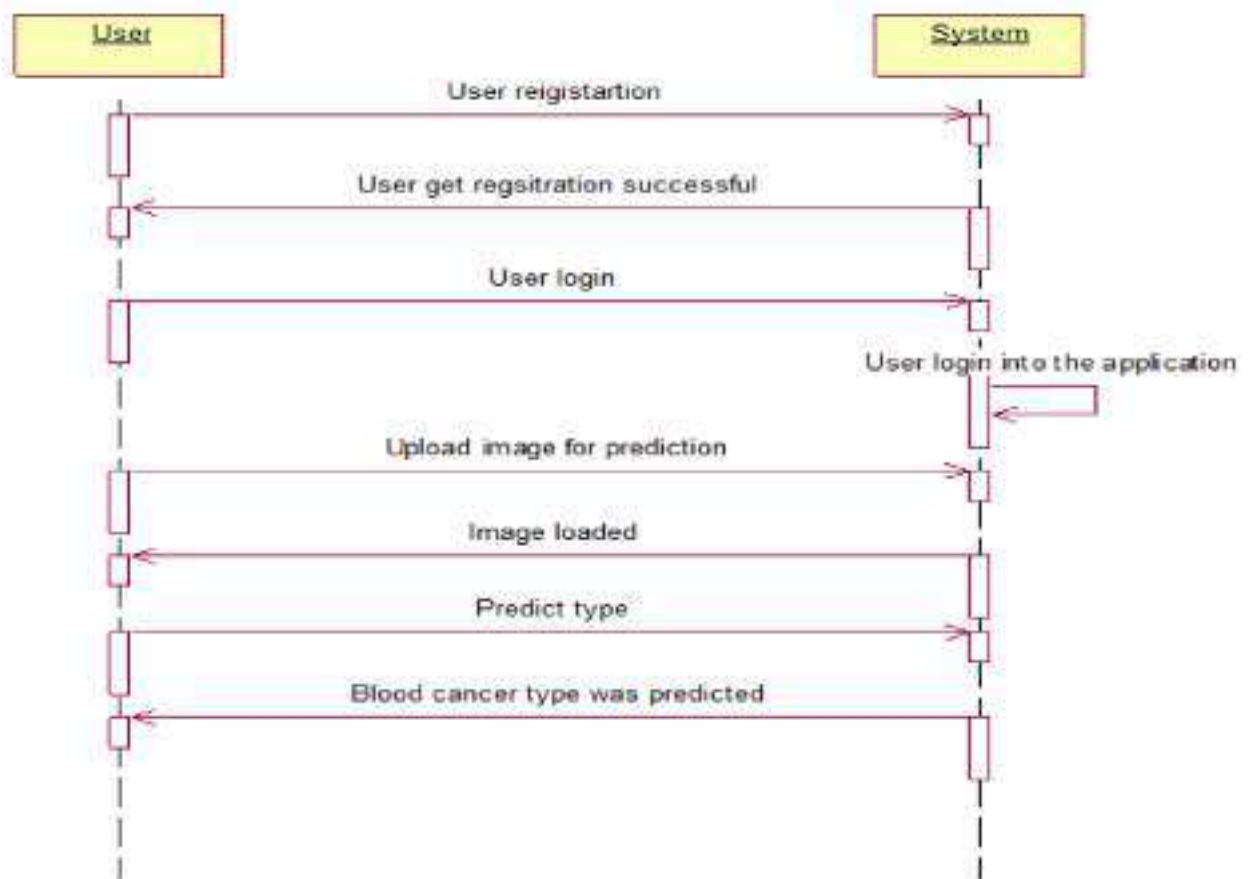 User
System
User reigistartion
User get regsitration successful
User login
User login into the application
Upload image for prediction
Image loaded
Predict type
Blood cancer type was predicted